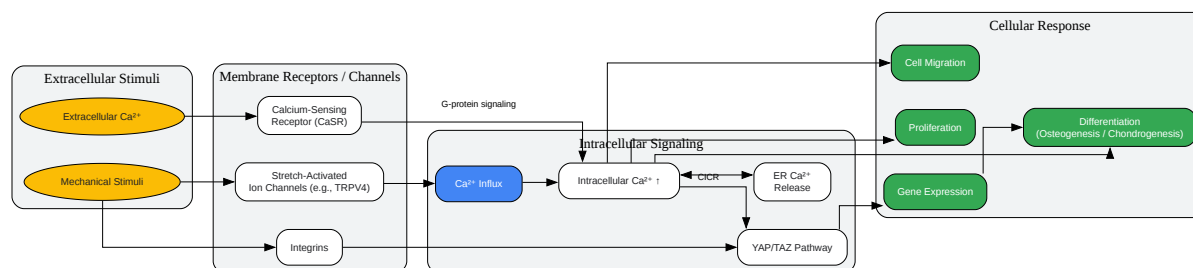 Extracellular Stimuli
Extracellular Ca²⁺
Mechanical Stimuli
Membrane Receptors / Channels
Calcium-Sensing
Receptor (CaSR)
Stretch-Activated
Ion Channels (e.g., TRPV4)
Integrins
G-protein signaling
Intracellular Signaling
Ca²⁺ Influx
Intracellular Ca²⁺ ↑
CICR
ER Ca²⁺
Release
YAP/TAZ Pathway
Cellular Response
Cell Migration
Proliferation
Differentiation
(Osteogenesis / Chondrogenesis)
Gene Expression